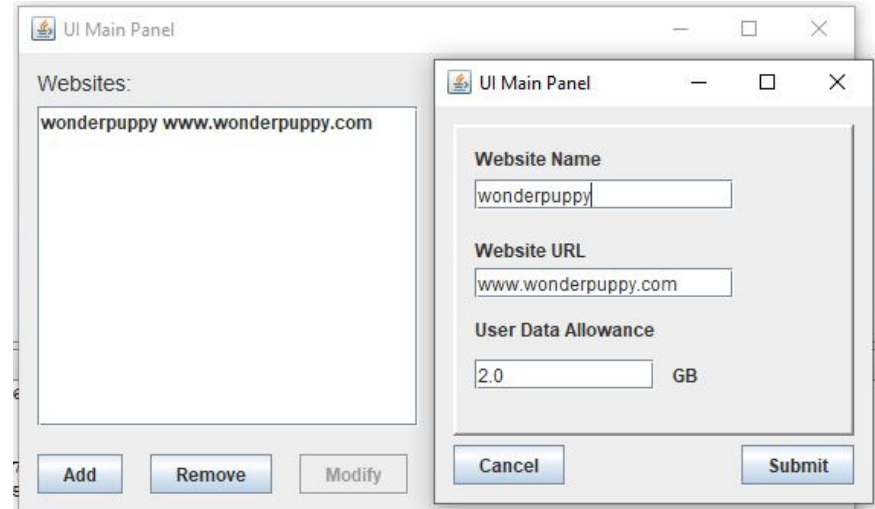 UI Main Panel
Websites:
wonderpuppy www.wonderpuppy.com
Add
Remove
Modify
UI Main Panel
Website Name
wonderpuppy
Website URL
www.wonderpuppy.com
User Data Allowance
2.0
GB
Cancel
Submit